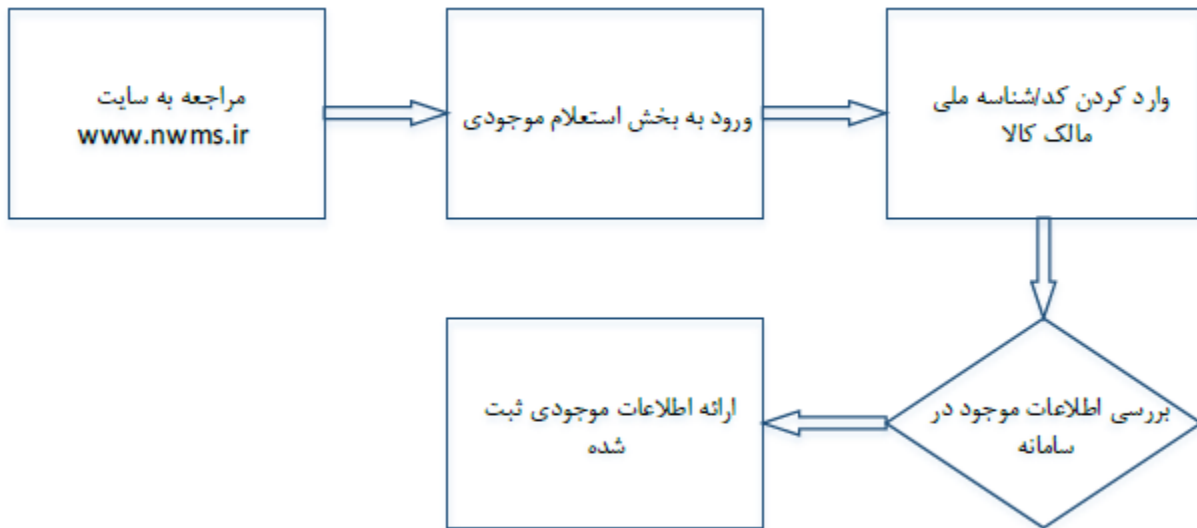 مراجعه به سایت
www.nwms.ir
ورود به بخش استعلام موجودی
وارد کردن کد/شناسه ملی
مالک کالا
بررسی اطلاعات موجود در
سامانه
ارائه اطلاعات موجودی ثبت
شده